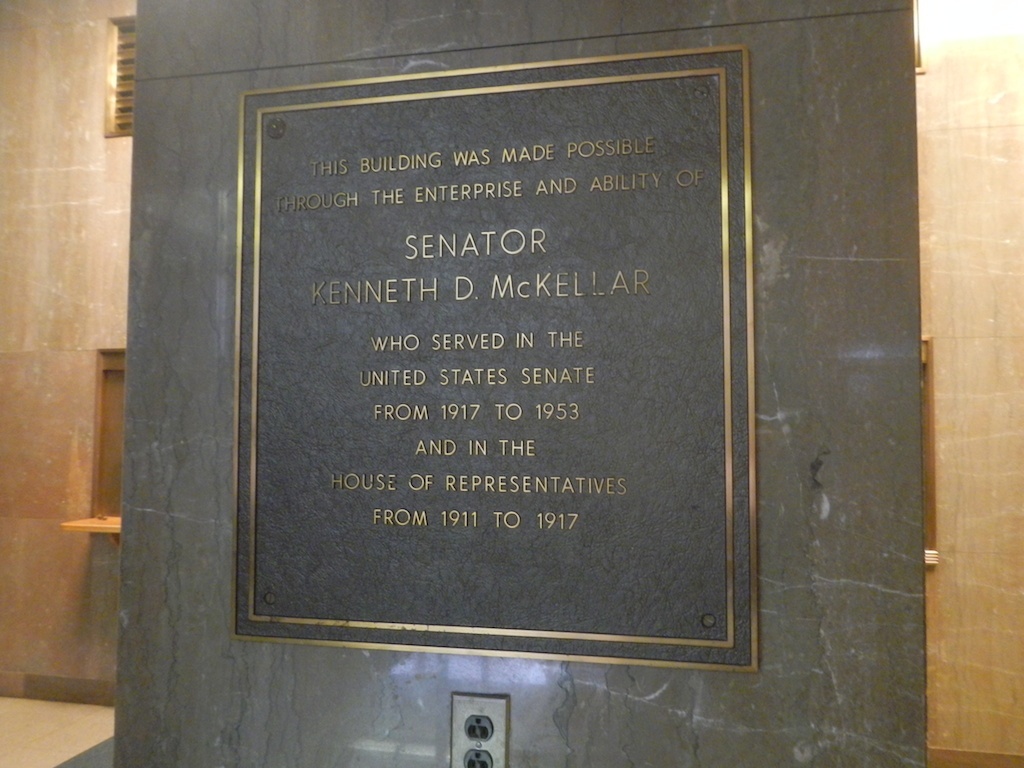 THIS BUILDING WAS MADE POSSIBLE
THROUGH THE ENTERPRISE AND ABILITY OF
SENATOR
KENNETH D. McKELLAR
WHO SERVED IN THE
UNITED STATES SENATE
FROM 1917 TO 1953
AND IN THE
HOUSE OF REPRESENTATIVES
FROM 1911 TO 1917